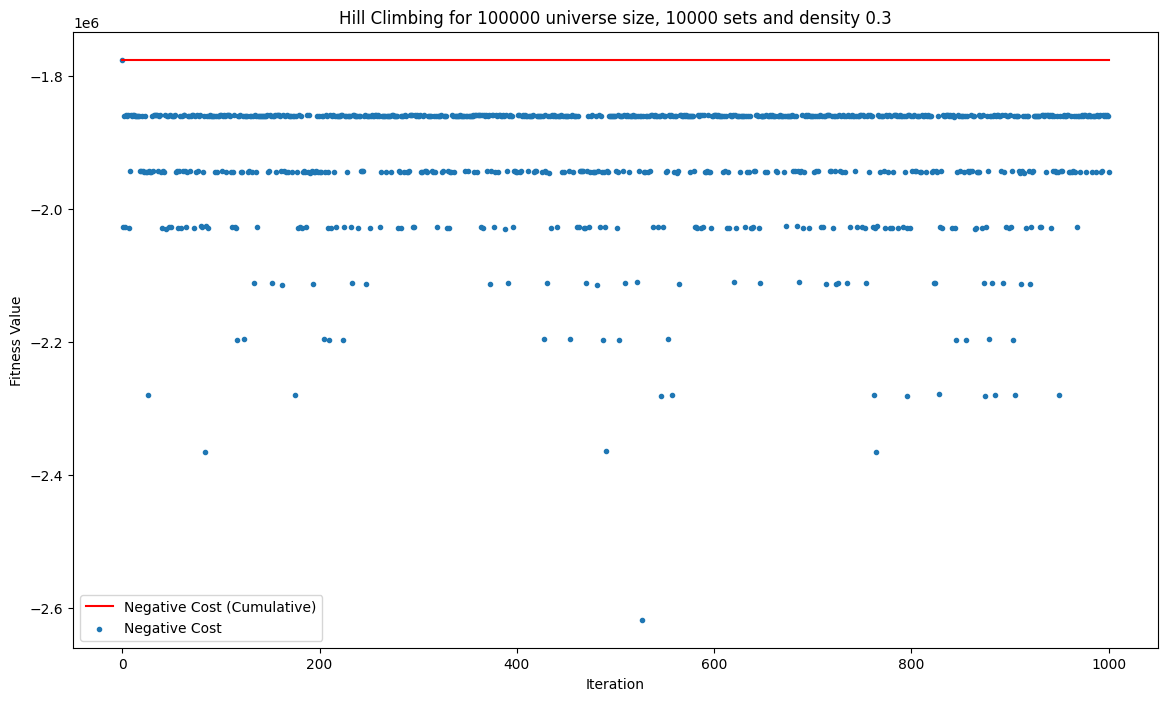 Hill Climbing for 100000 universe size, 10000 sets and density 0.3
1e6
−1.8
−2.0
−2.2
−2.4
−2.6
Fitness Value
Negative Cost (Cumulative)
Negative Cost
0
200
400
600
800
1000
Iteration